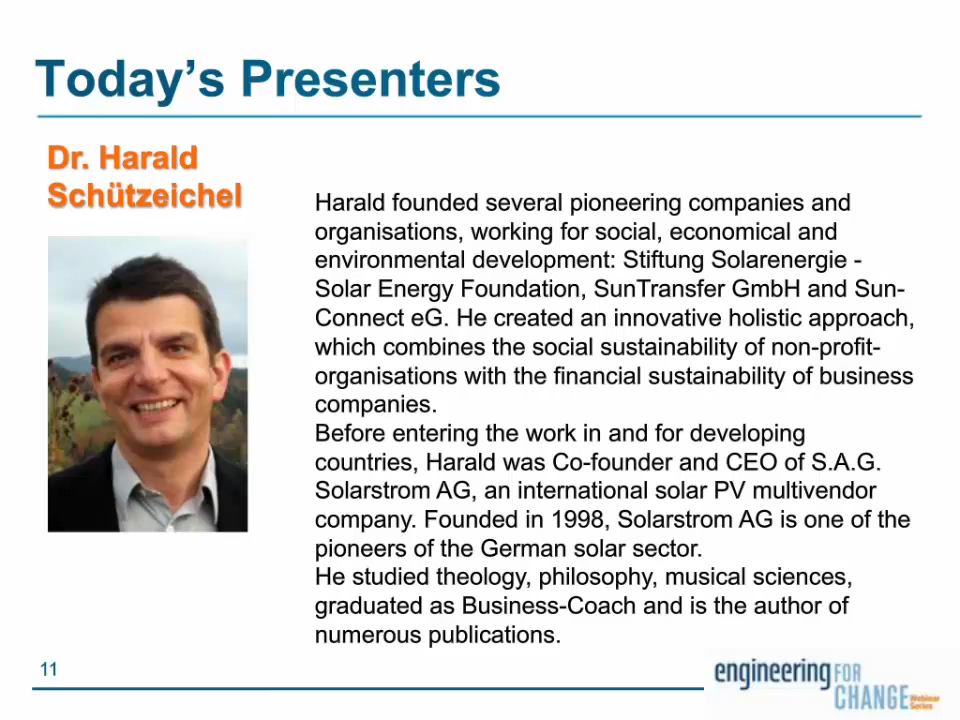 Today’s Presenters
Dr. Harald
Schützeichel
Harald founded several pioneering companies and
organisations, working for social, economical and
environmental development: Stiftung Solarenergie -
Solar Energy Foundation, SunTransfer GmbH and Sun-
Connect eG. He created an innovative holistic approach,
which combines the social sustainability of non-profit-
organisations with the financial sustainability of business
companies.
Before entering the work in and for developing
countries, Harald was Co-founder and CEO of S.A.G.
Solarstrom AG, an international solar PV multivendor
company. Founded in 1998, Solarstrom AG is one of the
pioneers of the German solar sector.
He studied theology, philosophy, musical sciences,
graduated as Business-Coach and is the author of
numerous publications.
11
engineering FOR
CHANGE Webinar
Series